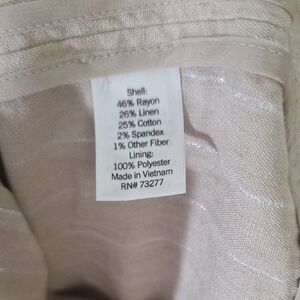 Shell:
46% Rayon
26% Linen
25% Cotton
2% Spandex
1% Other Fiber
Lining:
100% Polyester
Made in Vietnam
RN# 73277